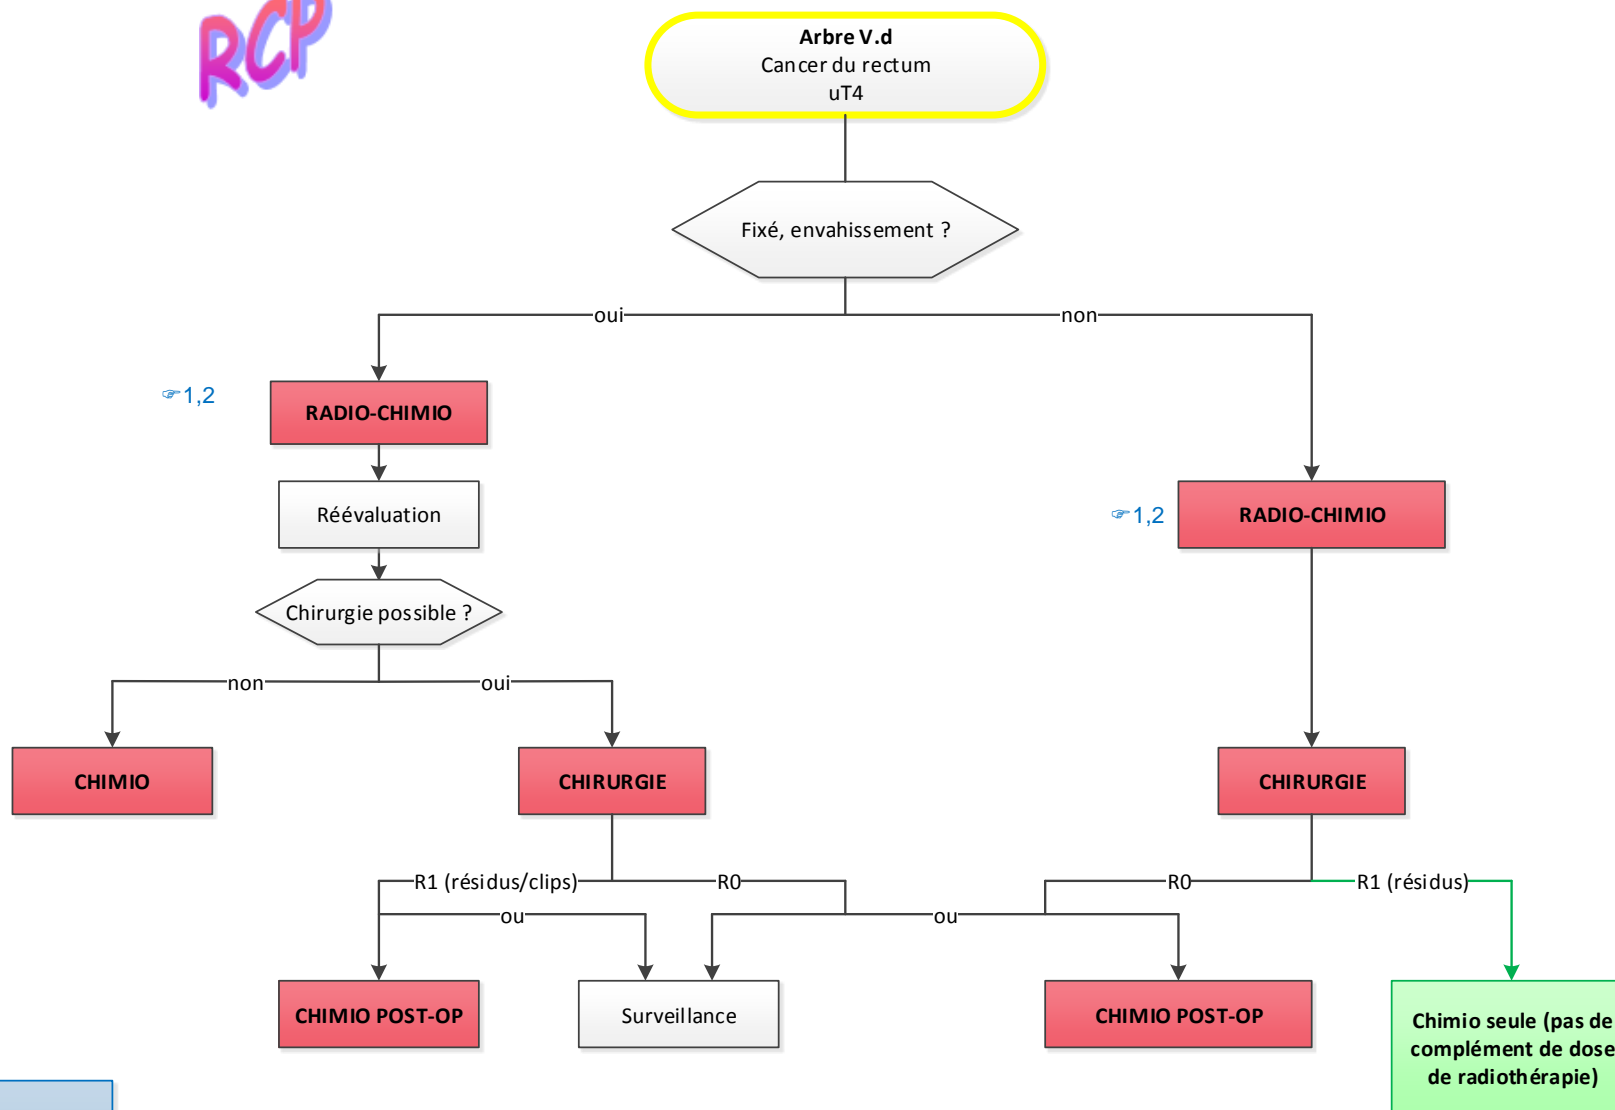 RCP
Arbre V.d
Cancer du rectum
uT4
Fixé, envahissement ?
oui
non
☞1,2
RADIO-CHIMIO
Réévaluation
☞1,2
RADIO-CHIMIO
Chirurgie possible ?
non
oui
CHIMIO
CHIRURGIE
CHIRURGIE
R1 (résidus/clips)
R0
R0
R1 (résidus)
ou
ou
CHIMIO POST-OP
Surveillance
CHIMIO POST-OP
Chimio seule (pas de
complément de dose
de radiothérapie)